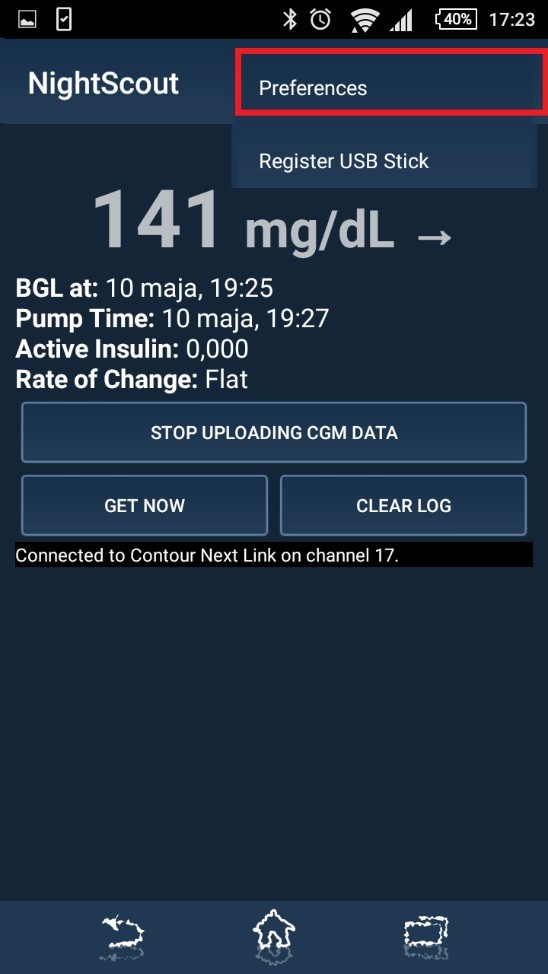 40% 17:23
NightScout
Preferences
Register USB Stick
141 mg/dL →
BGL at: 10 maja, 19:25
Pump Time: 10 maja, 19:27
Active Insulin: 0,000
Rate of Change: Flat
STOP UPLOADING CGM DATA
GET NOW CLEAR LOG
Connected to Contour Next Link on channel 17.